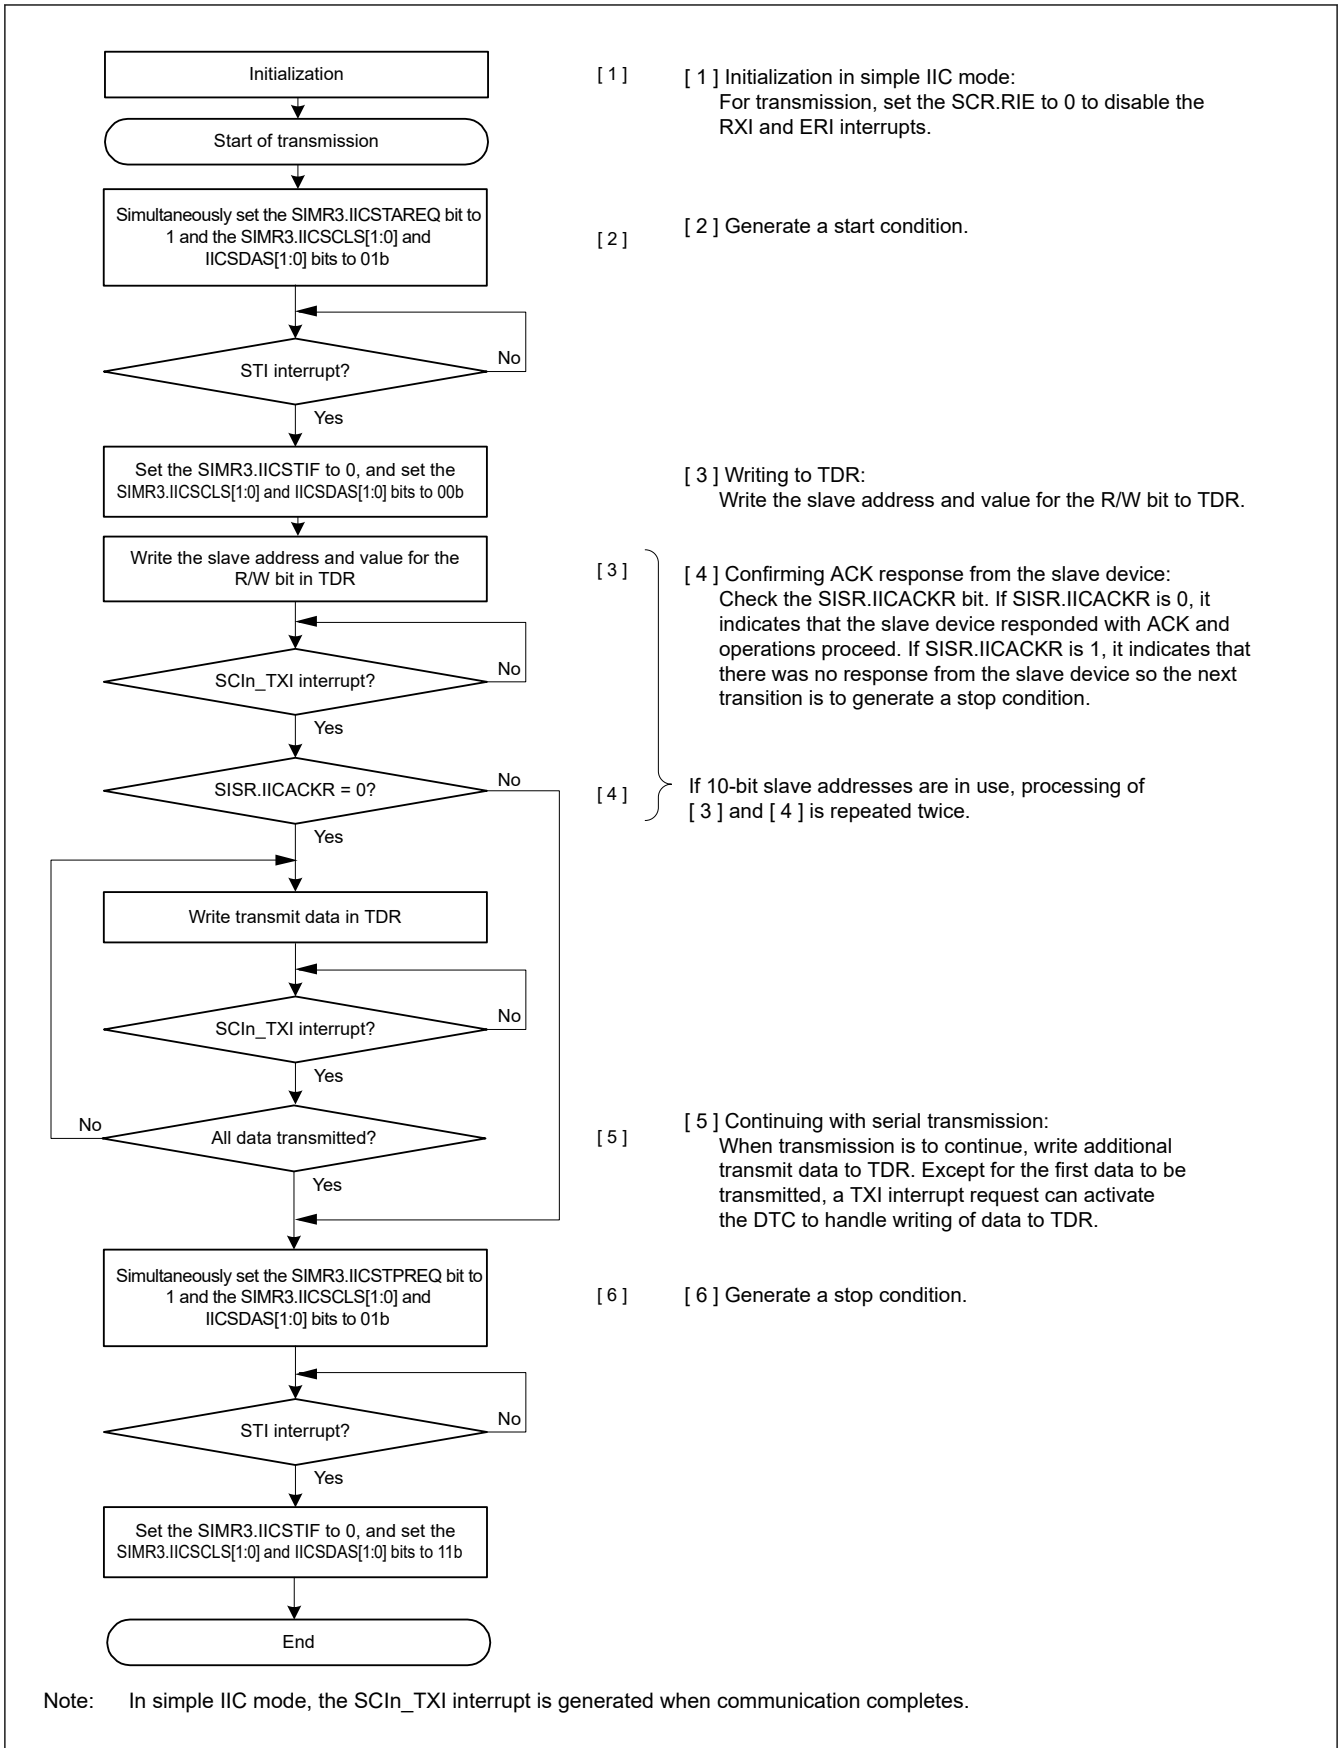 Initialization
[ 1 ]
[ 1 ] Initialization in simple IIC mode:
For transmission, set the SCR.RIE to 0 to disable the
RXI and ERI interrupts.
Start of transmission
Simultaneously set the SIMR3.IICSTAREQ bit to
1 and the SIMR3.IICSCLS[1:0] and
IICSDAS[1:0] bits to 01b
[ 2 ]
[ 2 ] Generate a start condition.
STI interrupt?
No
Yes
Set the SIMR3.IICSTIF to 0, and set the
SIMR3.IICSCLS[1:0] and IICSDAS[1:0] bits to 00b
[ 3 ] Writing to TDR:
Write the slave address and value for the R/W bit to TDR.
Write the slave address and value for the
R/W bit in TDR
[ 3 ]
[ 4 ] Confirming ACK response from the slave device:
Check the SISR.IICACKR bit. If SISR.IICACKR is 0, it
indicates that the slave device responded with ACK and
operations proceed. If SISR.IICACKR is 1, it indicates that
there was no response from the slave device so the next
transition is to generate a stop condition.
SCIn_TXI interrupt?
No
Yes
SISR.IICACKR = 0?
No
[ 4 ]
If 10-bit slave addresses are in use, processing of
[ 3 ] and [ 4 ] is repeated twice.
Yes
Write transmit data in TDR
SCIn_TXI interrupt?
No
Yes
No
All data transmitted?
[ 5 ]
[ 5 ] Continuing with serial transmission:
When transmission is to continue, write additional
transmit data to TDR. Except for the first data to be
transmitted, a TXI interrupt request can activate
the DTC to handle writing of data to TDR.
Yes
Simultaneously set the SIMR3.IICSTPREQ bit to
1 and the SIMR3.IICSCLS[1:0] and
IICSDAS[1:0] bits to 01b
[ 6 ]
[ 6 ] Generate a stop condition.
STI interrupt?
No
Yes
Set the SIMR3.IICSTIF to 0, and set the
SIMR3.IICSCLS[1:0] and IICSDAS[1:0] bits to 11b
End
Note: In simple IIC mode, the SCIn_TXI interrupt is generated when communication completes.